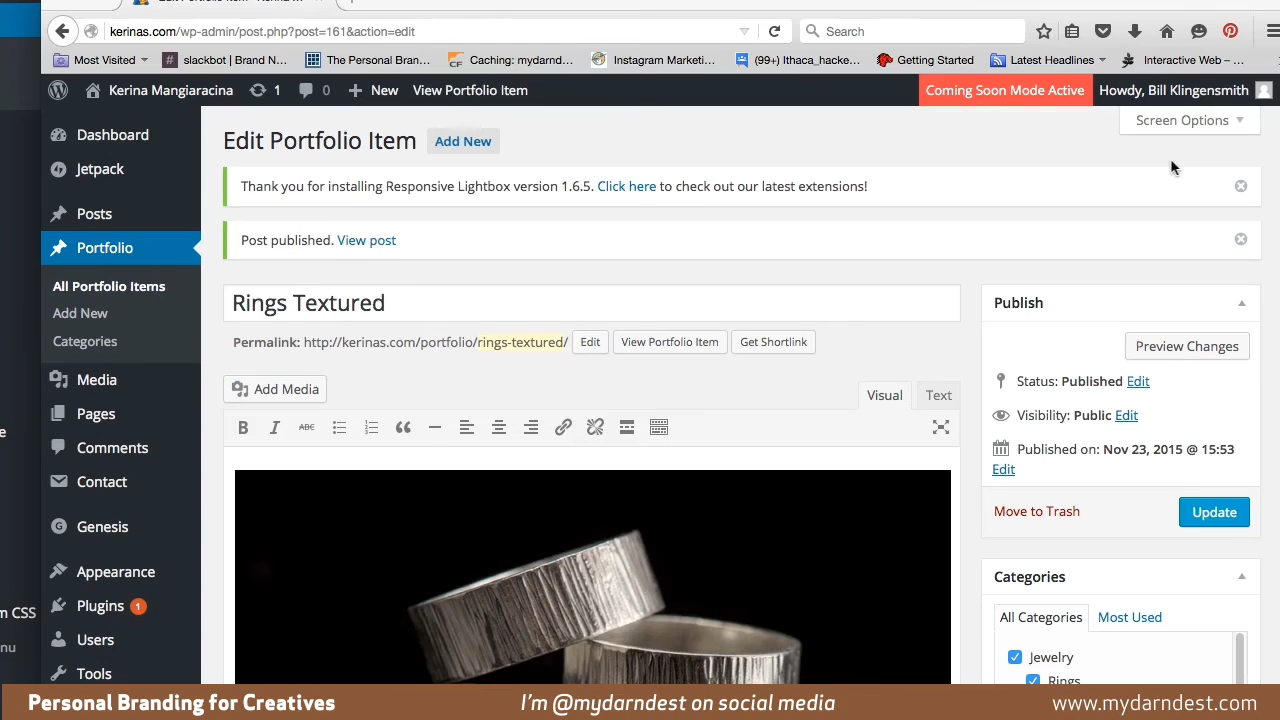 kerinas.com/wp-admin/post.php?post=161&action=edit
Search
Most Visited
slackbot | Brand N...
The Personal Bran...
Caching: mydarnd...
Instagram Marketi...
(99+) Ithaca_hacke...
Getting Started
Latest Headlines
Interactive Web – ...
Kerina Mangiaracina
1
0
New
View Portfolio Item
Coming Soon Mode Active
Howdy, Bill Klingensmith
Screen Options
Dashboard
Jetpack
Posts
Portfolio
All Portfolio Items
Add New
Categories
Media
Pages
Comments
Contact
Genesis
Appearance
Plugins 1
Users
Tools
m CSS
nu
e
Edit Portfolio Item
Add New
Thank you for installing Responsive Lightbox version 1.6.5. Click here to check out our latest extensions!
Post published. View post
Rings Textured
Permalink: http://kerinas.com/portfolio/rings-textured/
Edit
View Portfolio Item
Get Shortlink
Add Media
Visual
Text
B
I
ABC
Publish
Preview Changes
Status: Published Edit
Visibility: Public Edit
Published on: Nov 23, 2015 @ 15:53
Edit
Move to Trash
Update
Categories
All Categories
Most Used
Jewelry
Rings
Personal Branding for Creatives
I'm @mydarndest on social media
www.mydarndest.com